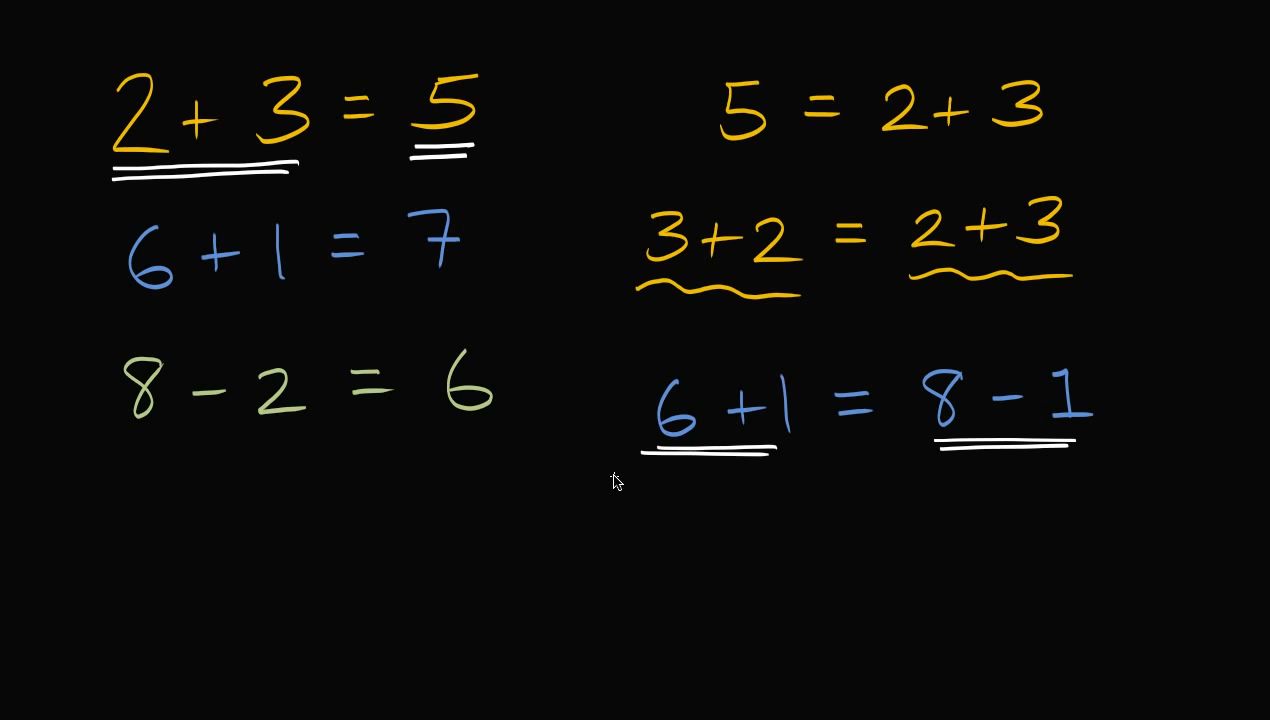 2 + 3 = 5
6 + 1 = 7
8 - 2 = 6
5 = 2 + 3
3 + 2 = 2 + 3
6 + 1 = 8 - 1